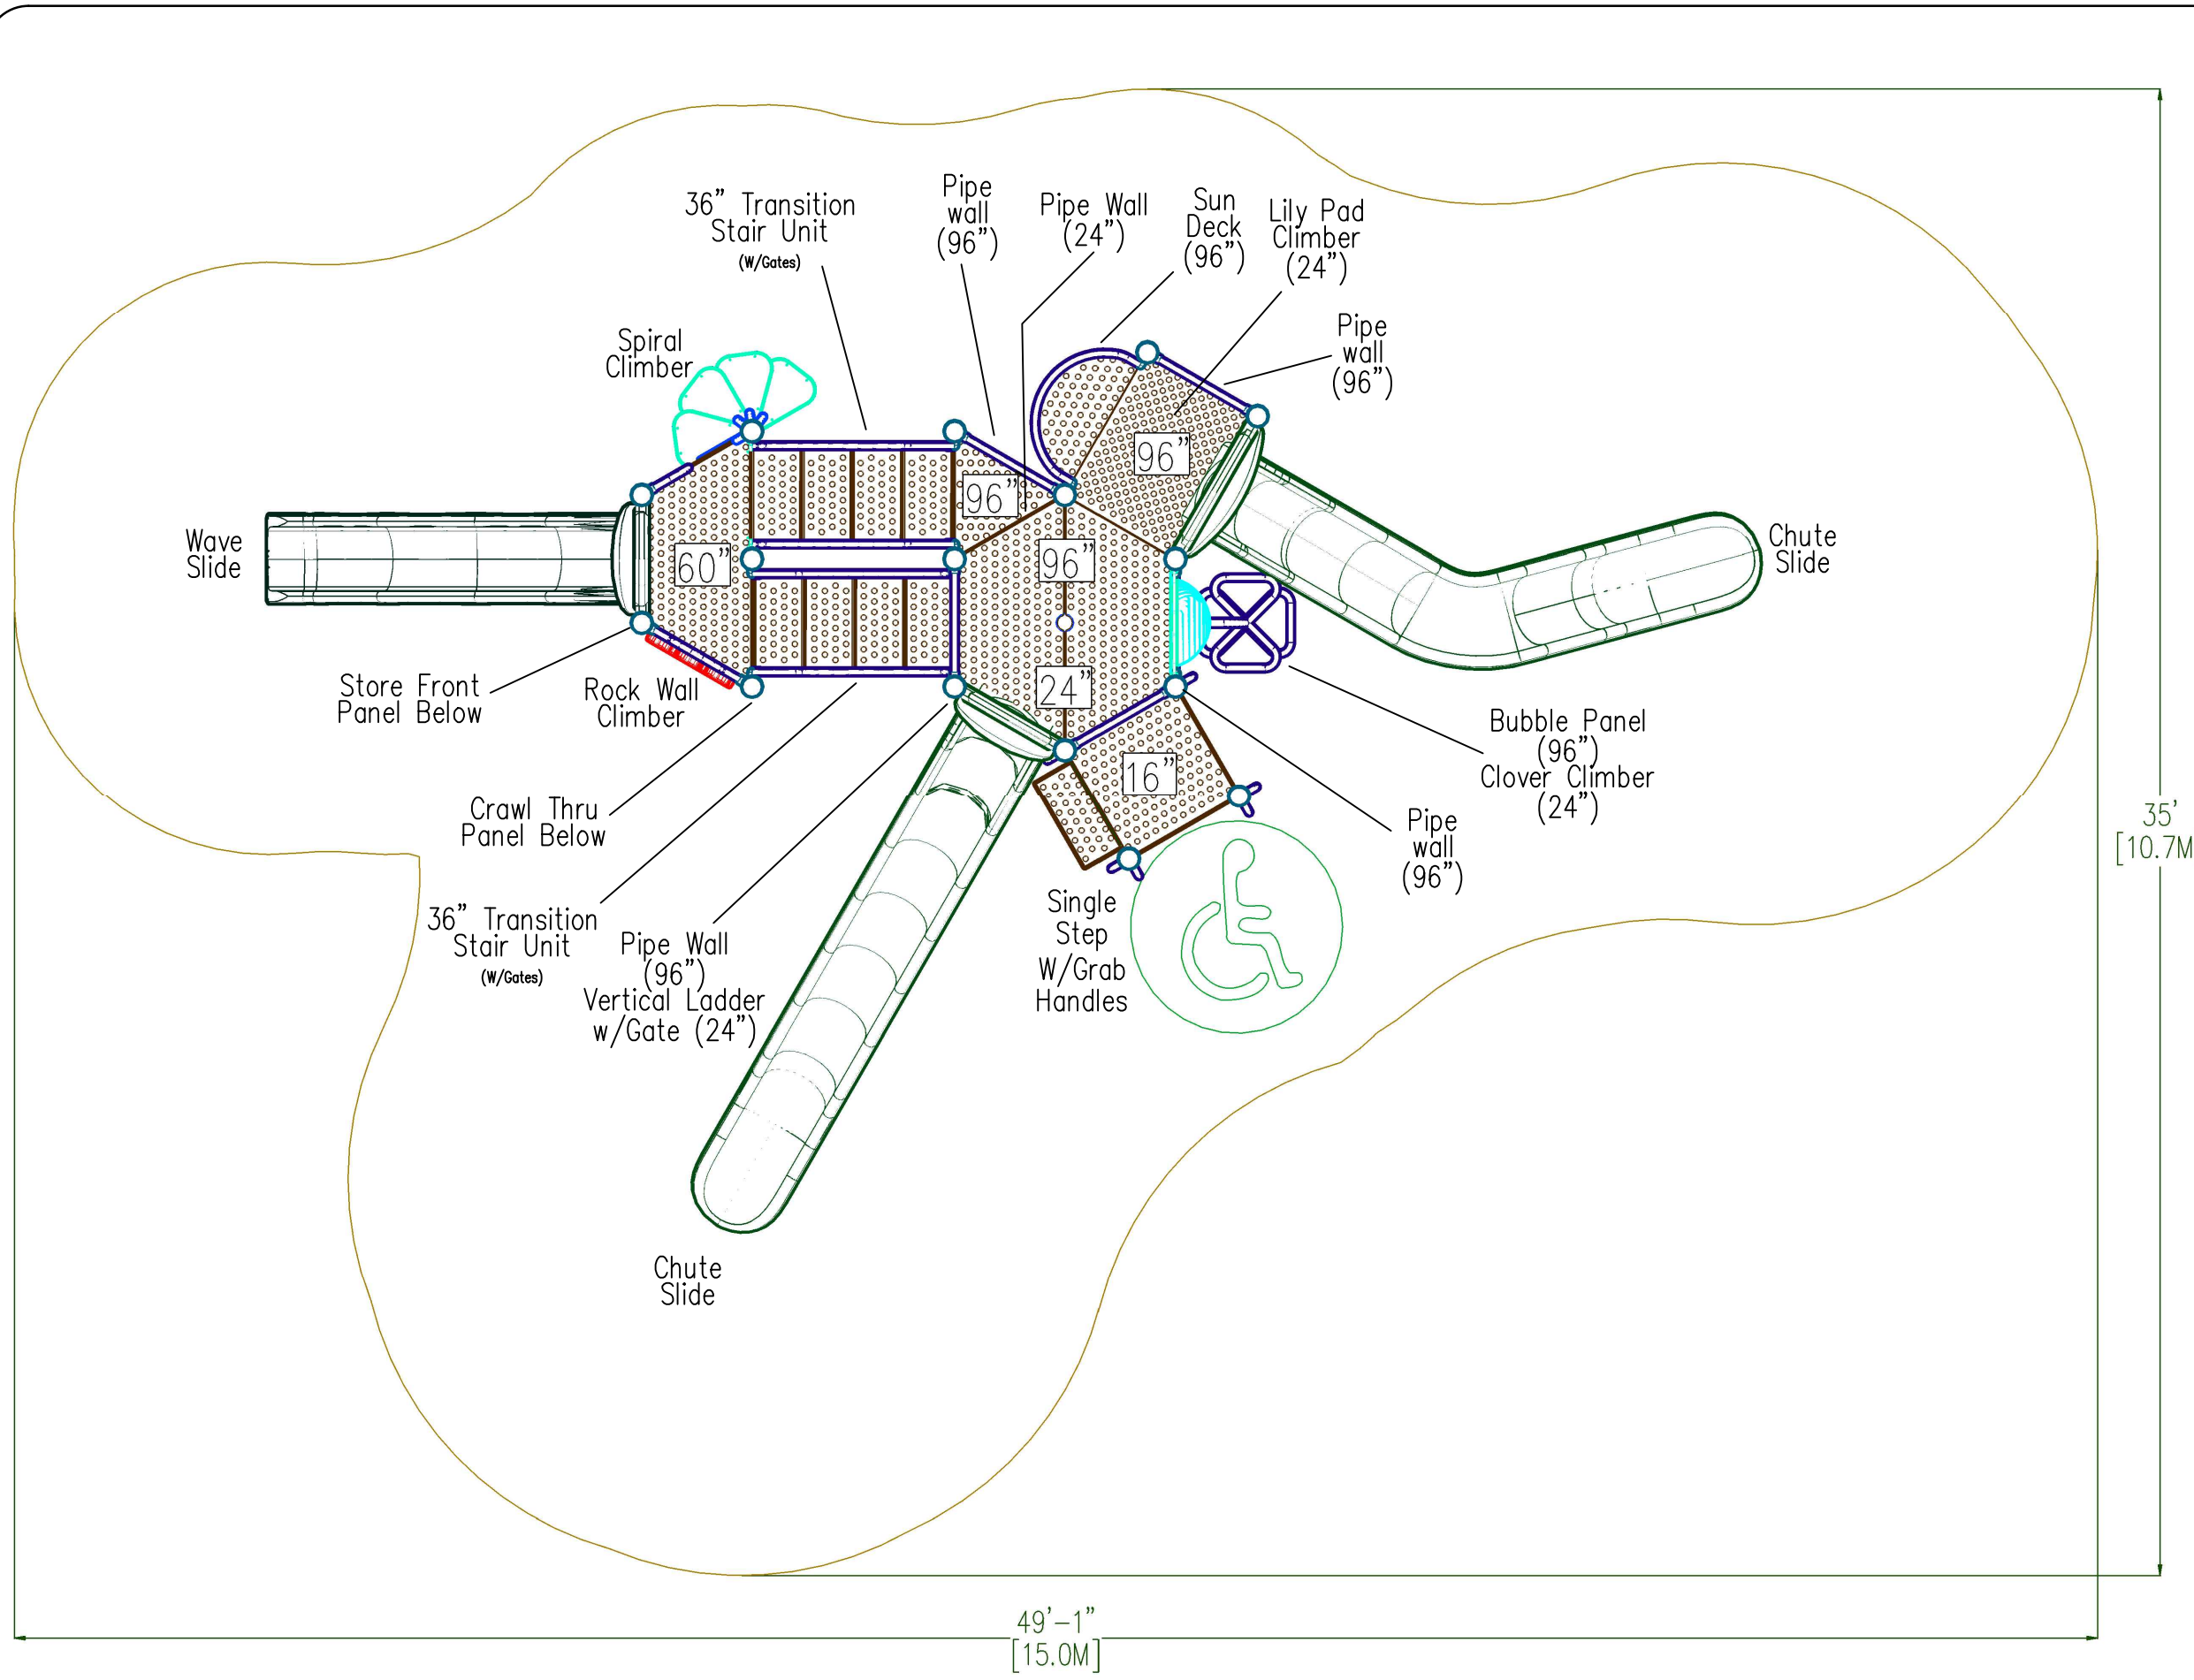 36” Transition
Stair Unit
(W/Gates)
Pipe
wall
(96”)
Pipe Wall
(24”)
Sun
Deck
(96”)
Lily Pad
Climber
(24”)
Pipe
wall
(96”)
Spiral
Climber
96”
96”
Wave
Slide
60”
96”
Chute
Slide
Store Front
Panel Below
Rock Wall
Climber
24”
Bubble Panel
(96”)
Clover Climber
(24”)
16”
Crawl Thru
Panel Below
Pipe
wall
(96”)
35’
[10.7M
36” Transition
Stair Unit
(W/Gates)
Pipe Wall
(96”)
Vertical Ladder
w/Gate (24”)
Single
Step
W/Grab
Handles
Chute
Slide
49’-1”
[15.0M]